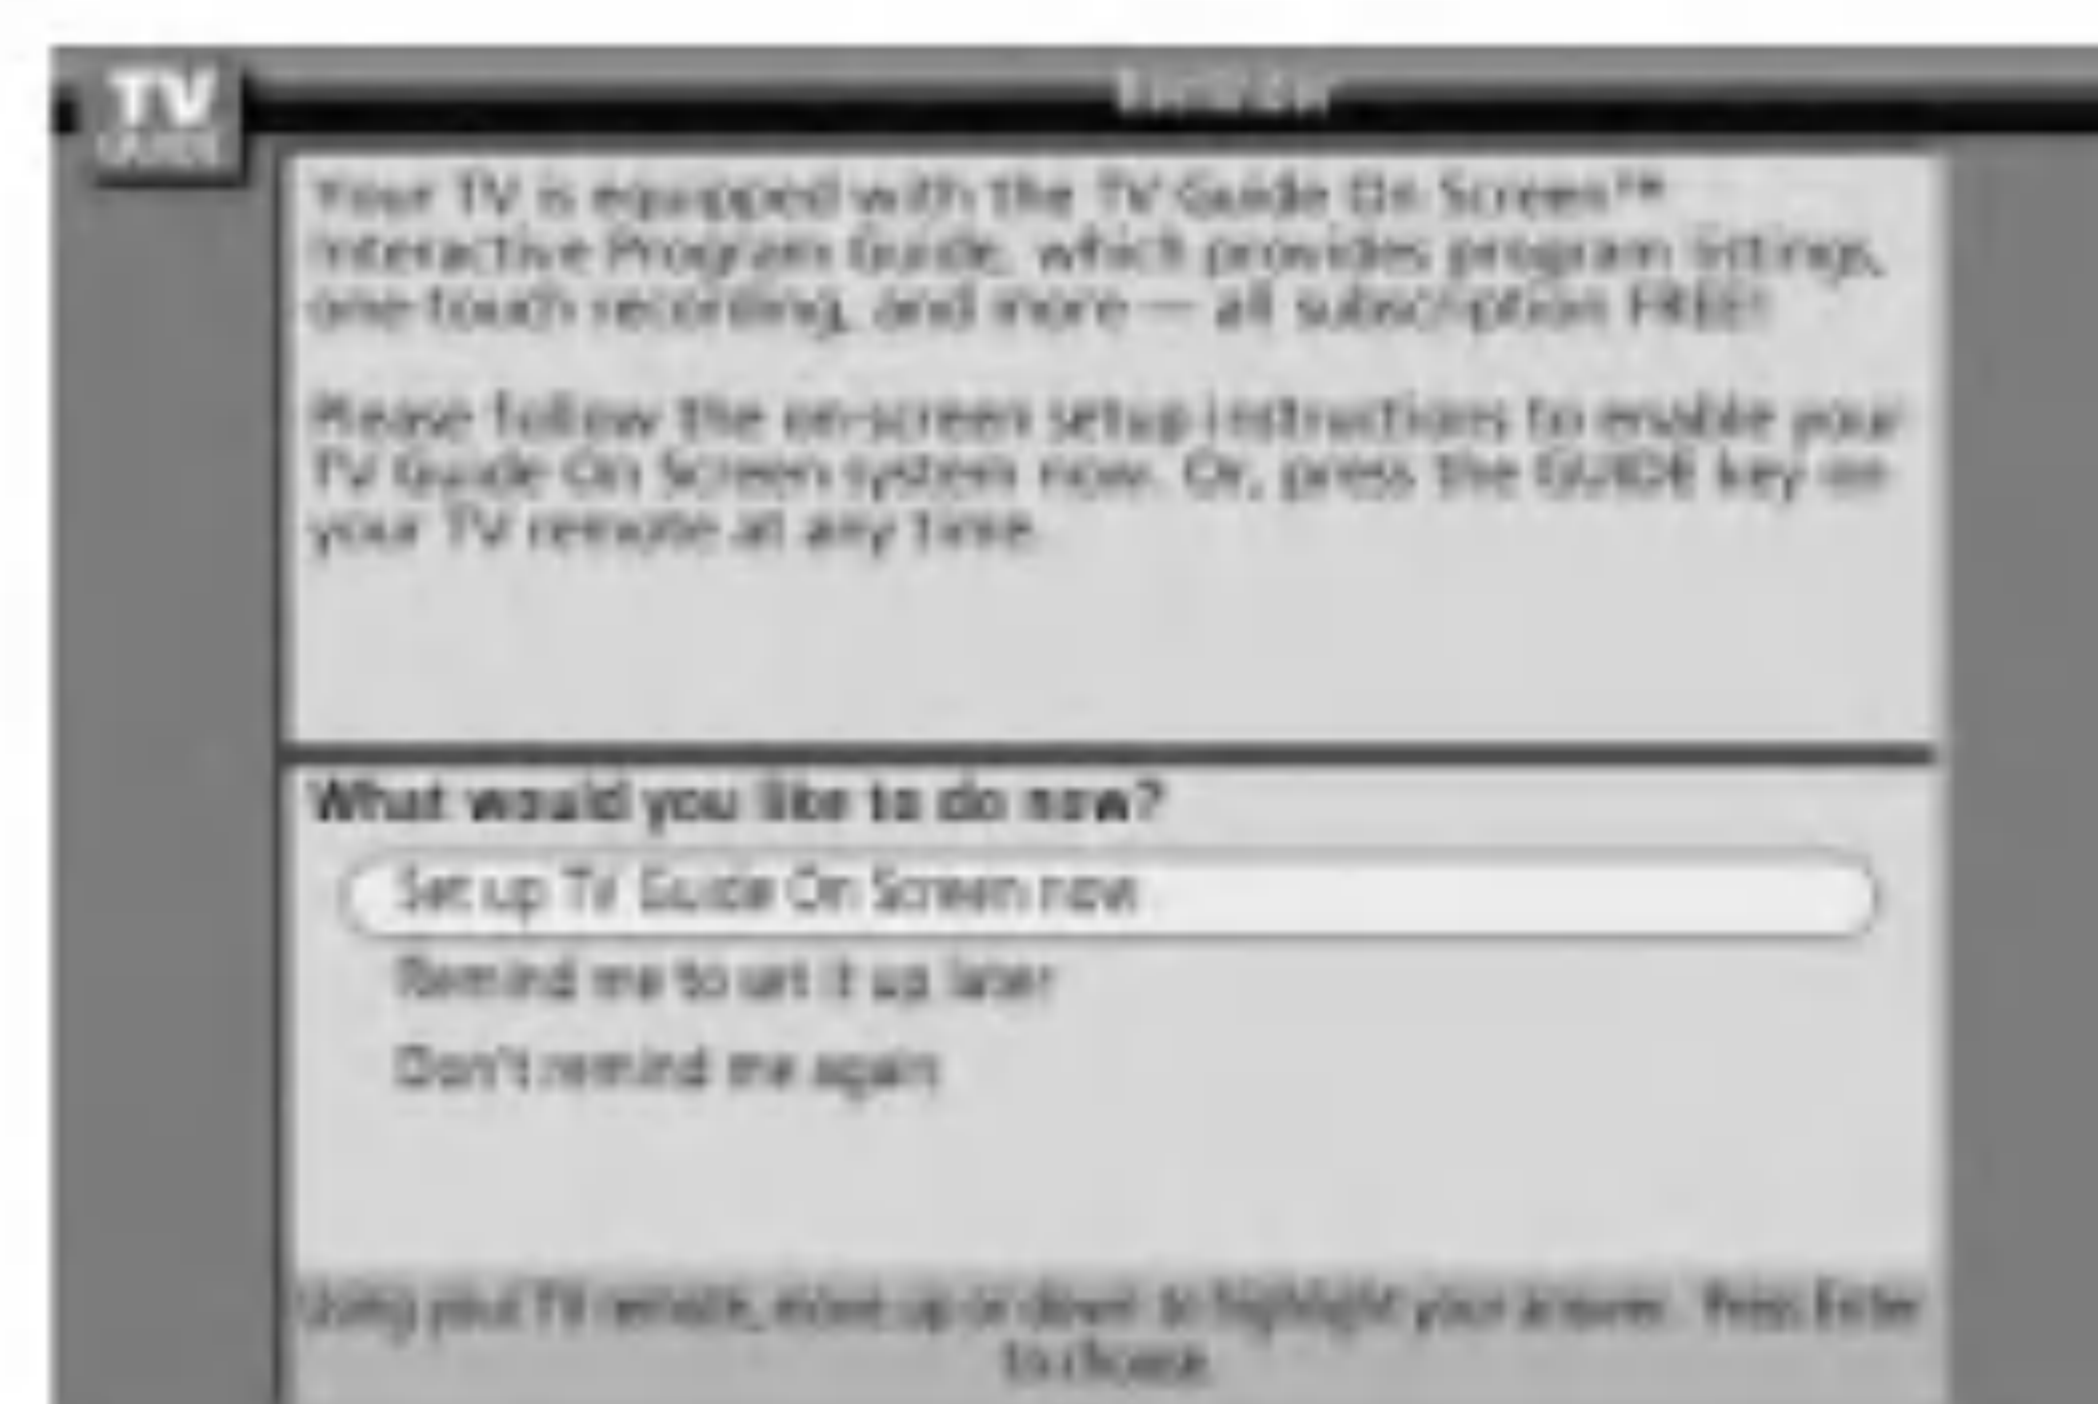 TV
GUIDE
Your TV is equipped with the TV Guide On Screen™
Interactive Program Guide, which provides program listings,
one-touch recording, and more — all subscription FREE!
Please follow the on-screen setup instructions to enable your
TV Guide On Screen system now. Or, press the GUIDE key on
your TV remote at any time.
What would you like to do now?
Set up TV Guide On Screen now
Remind me to set it up later
Don't remind me again
Using your TV remote, move up or down to highlight your answer. Press Enter
to choose.